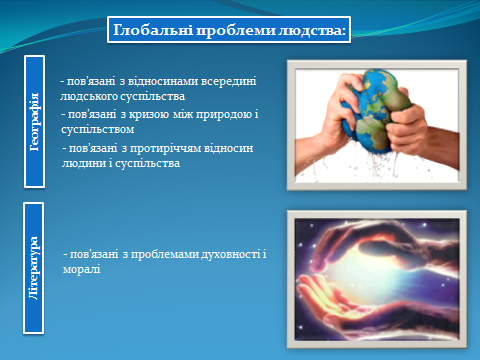 Глобальні проблеми людства:
Географія
- пов'язані з відносинами всередині
людського суспільства
- пов'язані з кризою між природою і
суспільством
- пов'язані з протиріччям відносин
людини і суспільства
Література
- пов'язані з проблемами духовності і
моралі